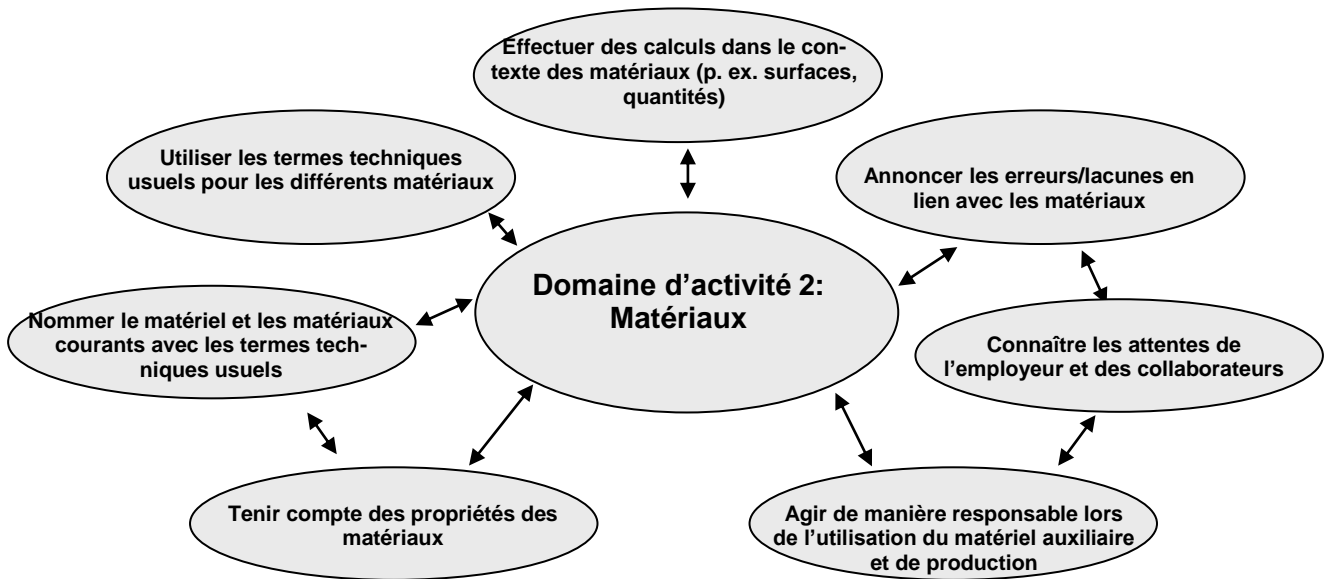 Effectuer des calculs dans le con-
texte des matériaux (p. ex. surfaces,
quantités)
Utiliser les termes techniques
usuels pour les différents matériaux
Annoncer les erreurs/lacunes en
lien avec les matériaux
Domaine d’activité 2:
Matériaux
Nommer le matériel et les matériaux
courants avec les termes tech-
niques usuels
Connaître les attentes de
l’employeur et des collaborateurs
Tenir compte des propriétés des
matériaux
Agir de manière responsable lors
de l’utilisation du matériel auxiliaire
et de production